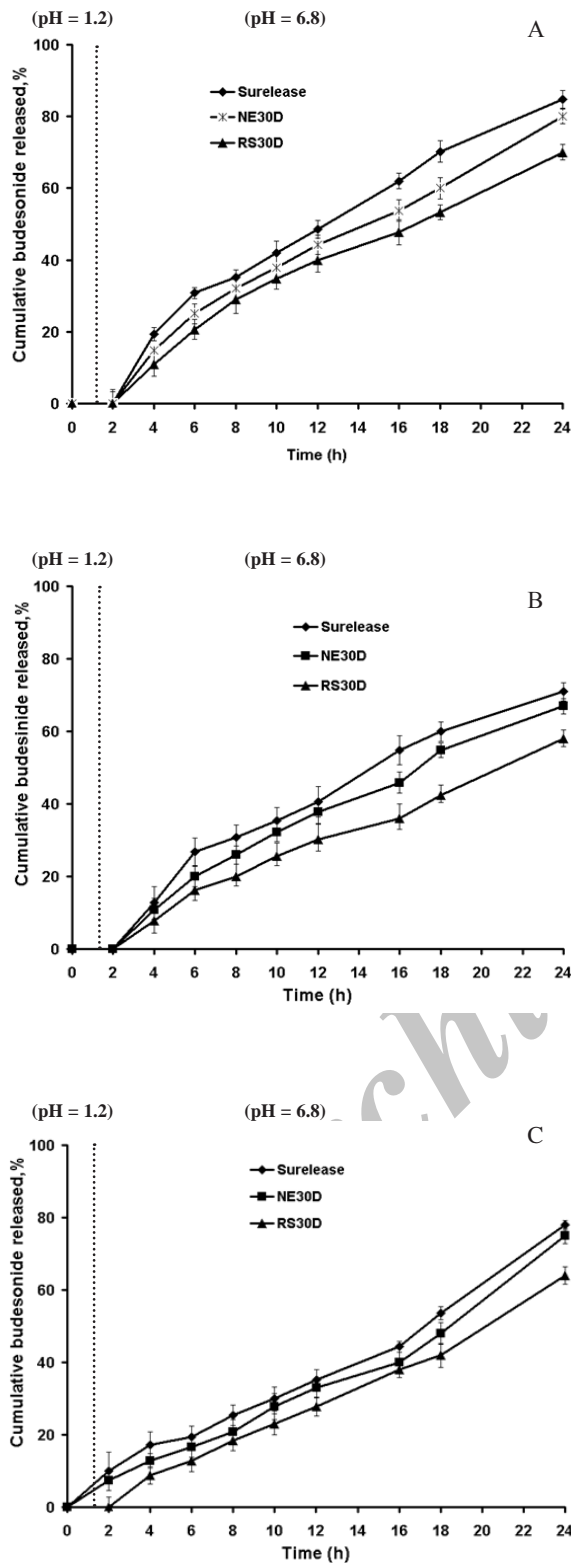 (pH = 1.2) (pH = 6.8)
A
100
80
60
40
20
0
Cumulative budesonide released,%
Surelease
NE30D
RS30D
0 2 4 6 8 10 12 14 16 18 20 22 24
Time (h)
(pH = 1.2) (pH = 6.8)
B
100
80
60
40
20
0
Cumulative budesinide released,%
Surelease
NE30D
RS30D
0 2 4 6 8 10 12 14 16 18 20 22 24
Time (h)
(pH = 1.2) (pH = 6.8)
C
100
80
60
40
20
0
Cumulative budesonide released,%
Surelease
NE30D
RS30D
0 2 4 6 8 10 12 14 16 18 20 22 24
Time (h)